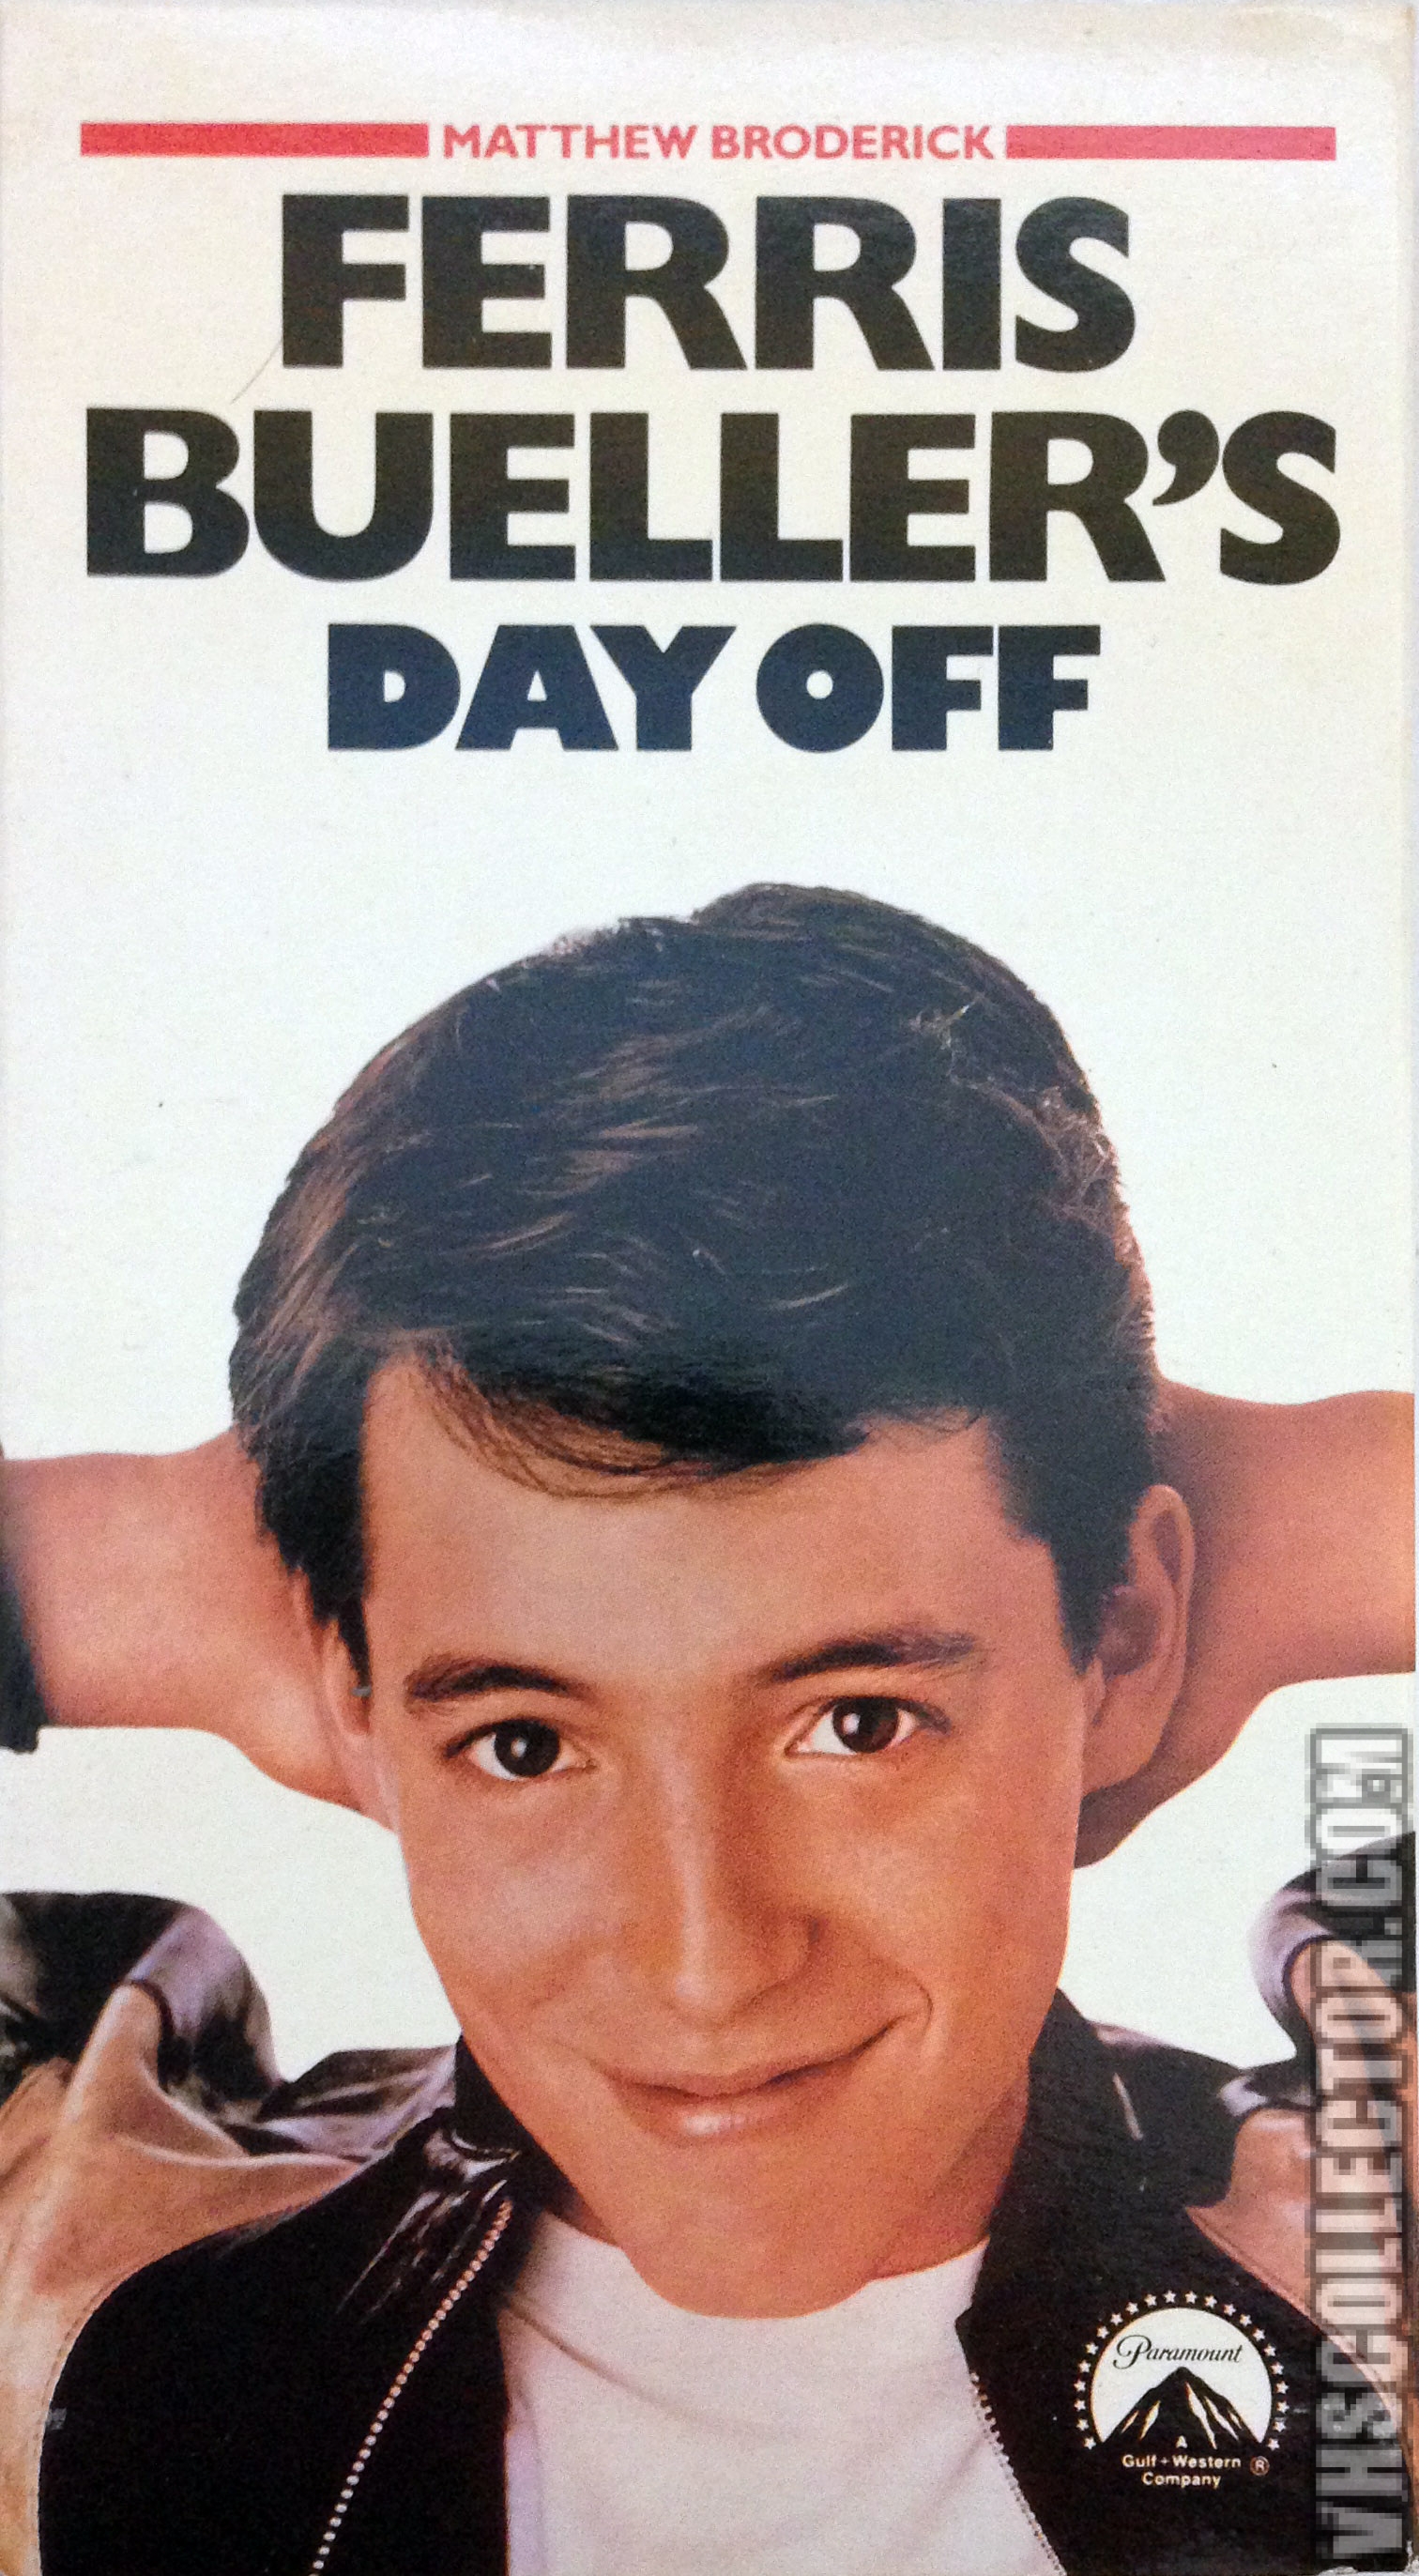 MATTHEW BRODERICK
FERRIS
BUELLER'S
DAY OFF
Paramount
A
Gulf + Western ®
Company
VHSCOLLECTOR.COM